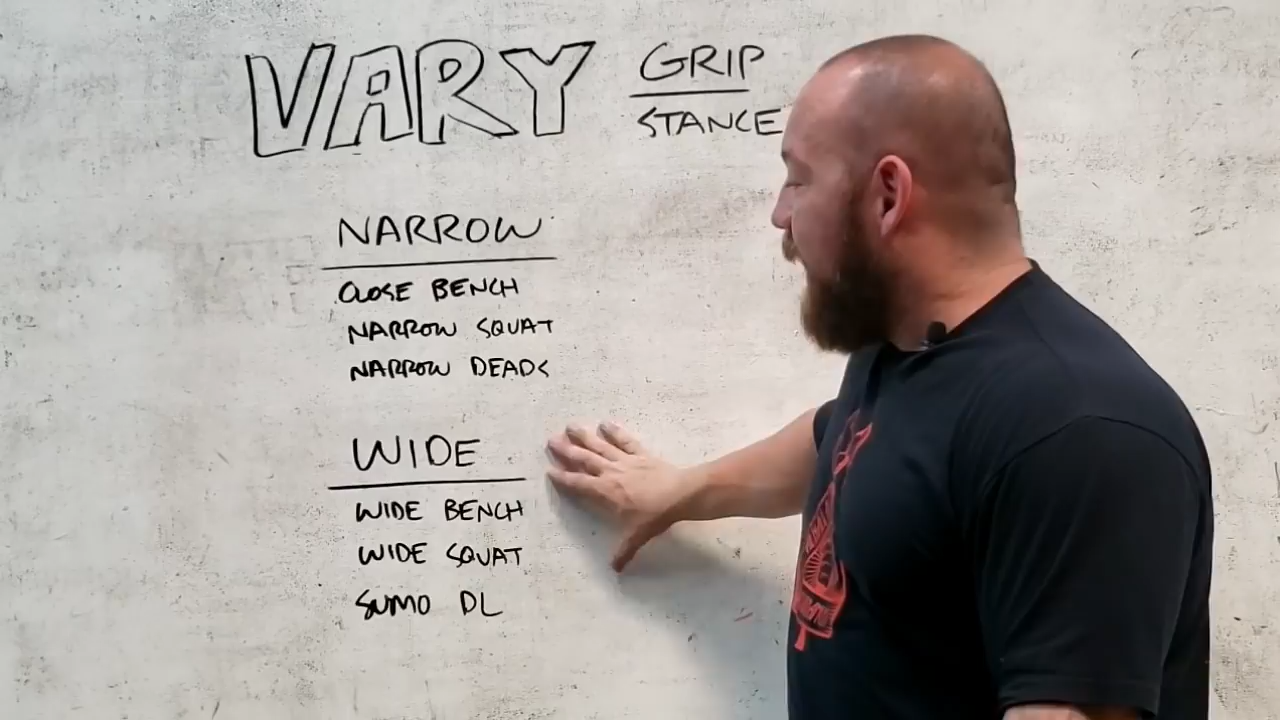 VARY
GRIP
STANCE
NARROW
CLOSE BENCH
NARROW SQUAT
NARROW DEADS
WIDE
WIDE BENCH
WIDE SQUAT
SUMO DL